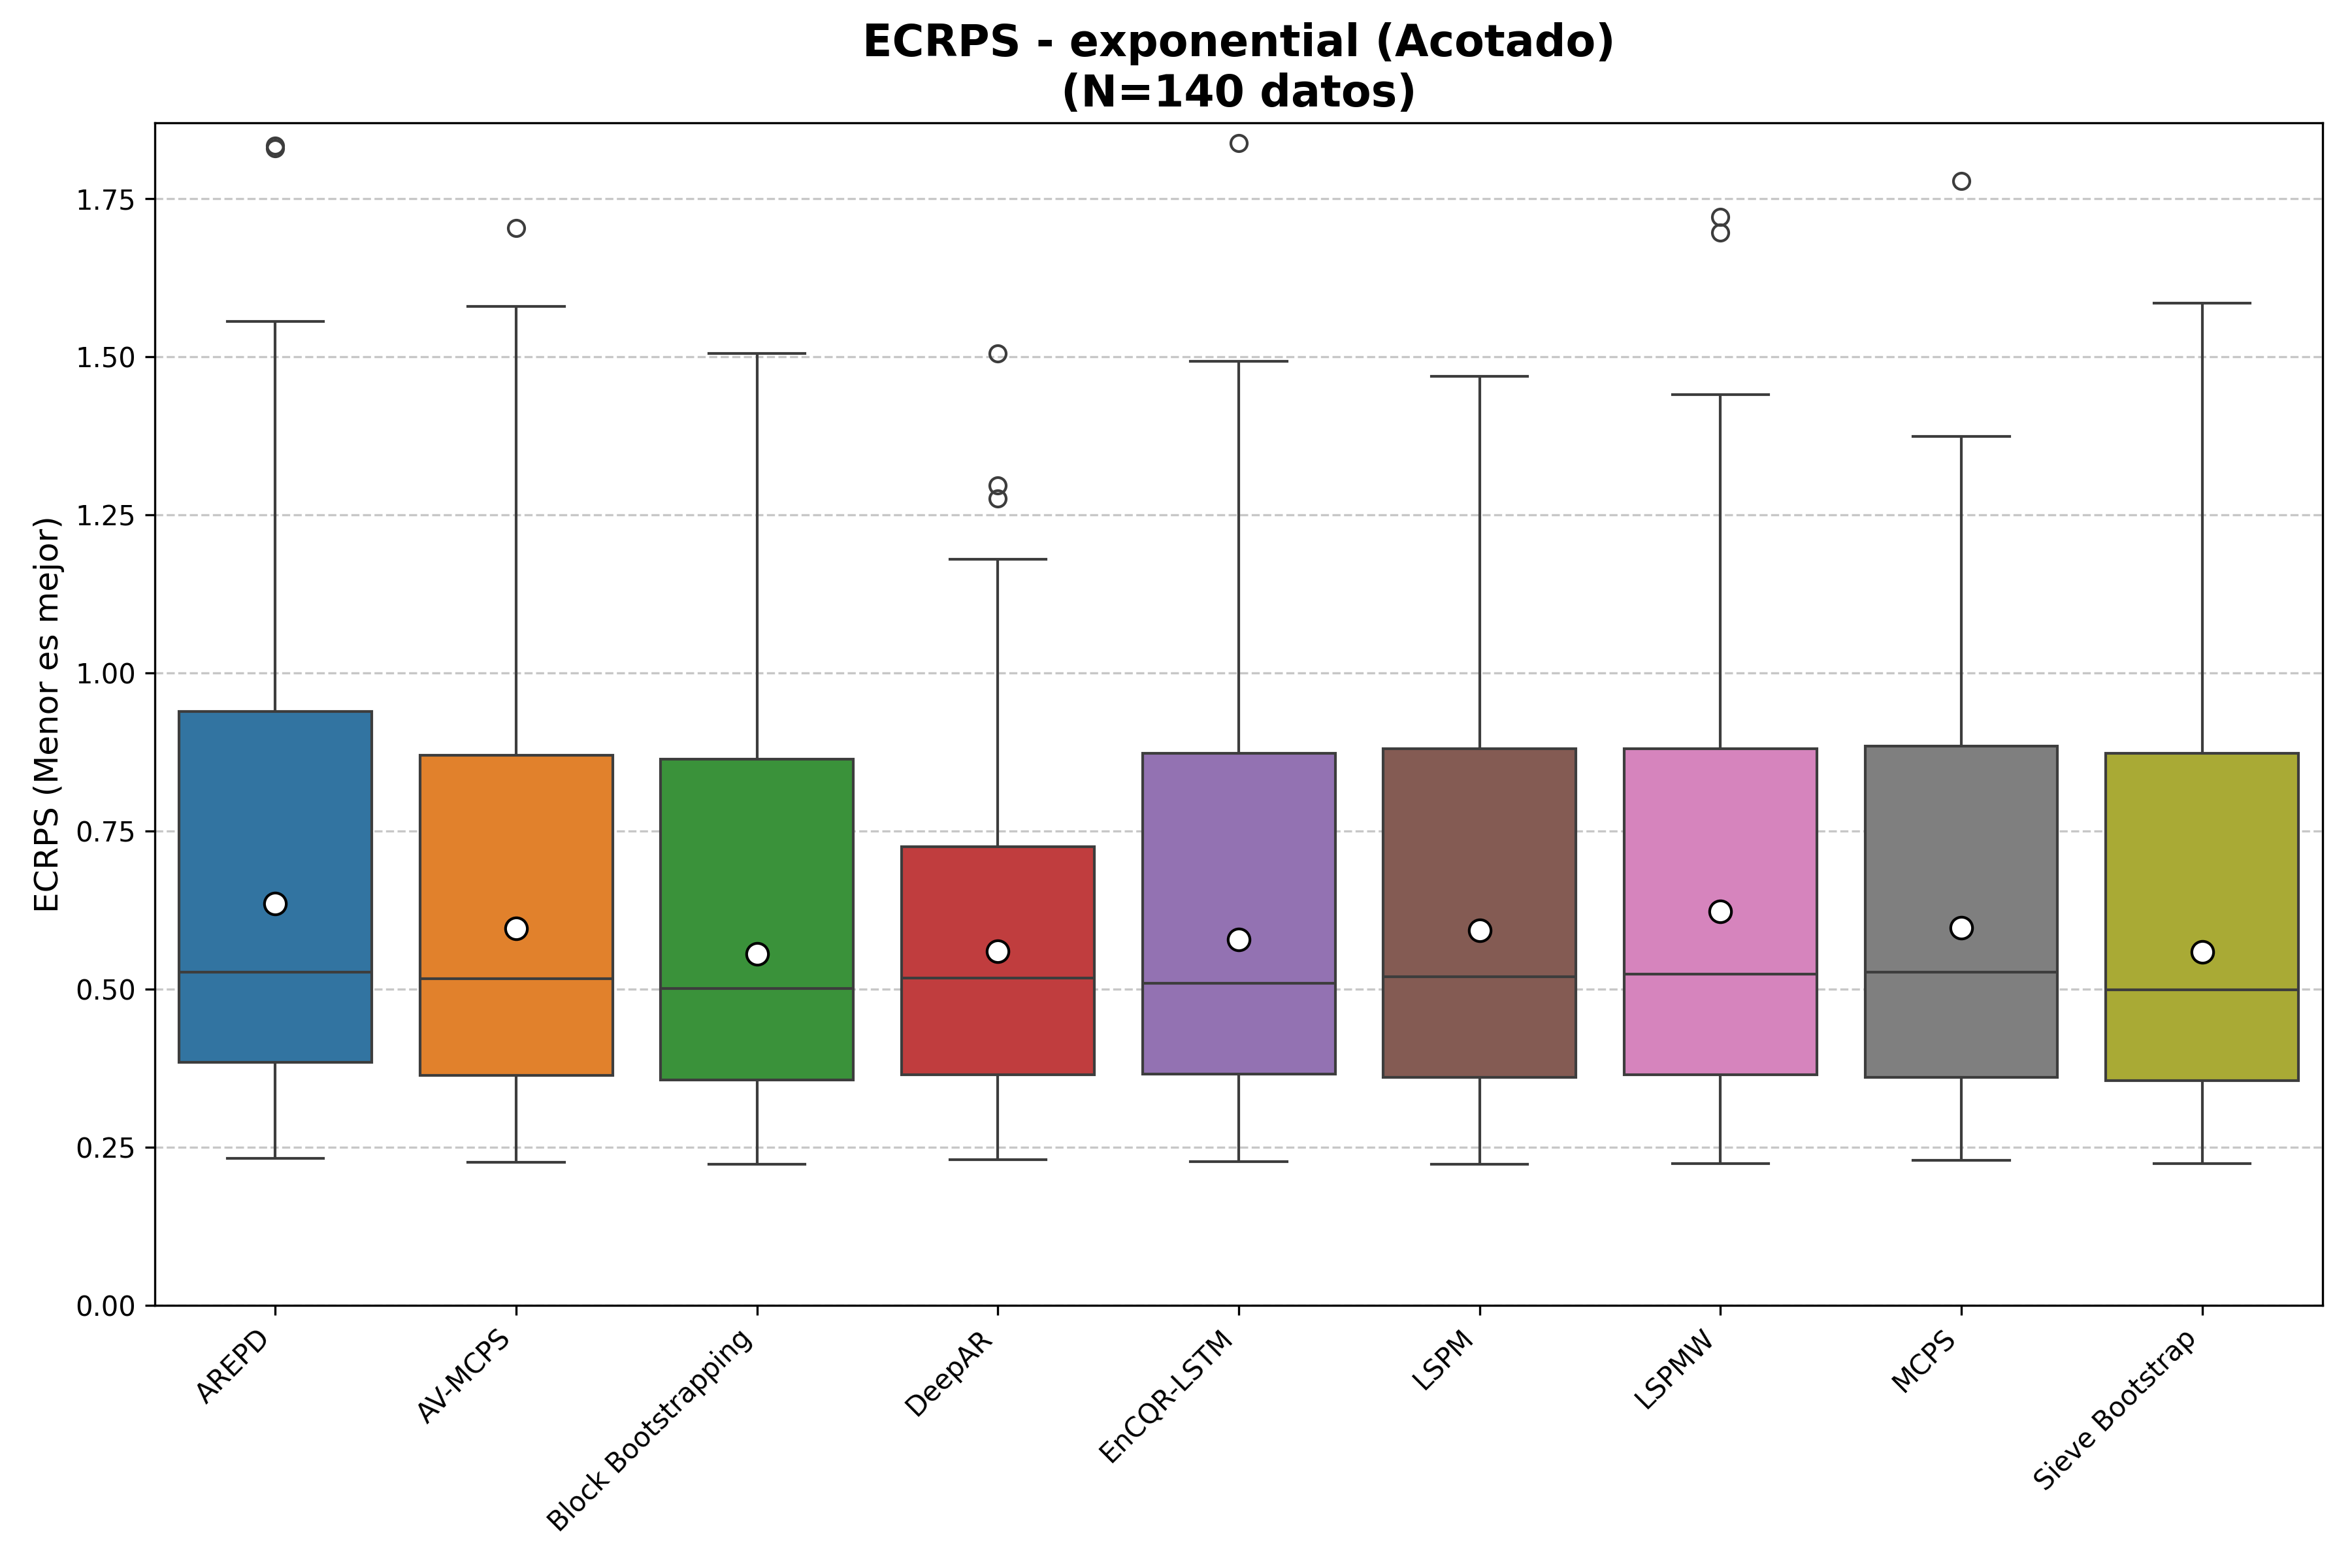 ECRPS - exponential (Acotado)
(N=140 datos)
ECRPS (Menor es mejor)
1.75
1.50
1.25
1.00
0.75
0.50
0.25
0.00
AREPD
AV-MCPS
Block Bootstrapping
DeepAR
EnCQR-LSTM
LSPM
LSPMW
MCPS
Sieve Bootstrap